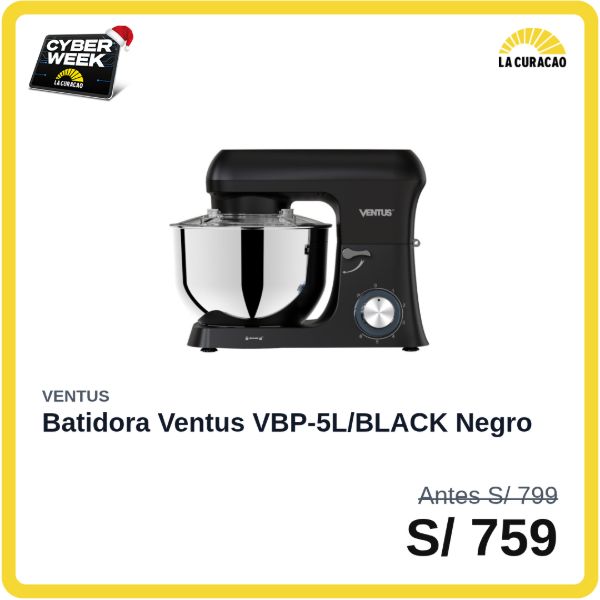 CYBER
WEEK
LA CURACAO
LA CURACAO
VENTUS
VENTUS
Batidora Ventus VBP-5L/BLACK Negro
Antes S/ 799
S/ 759